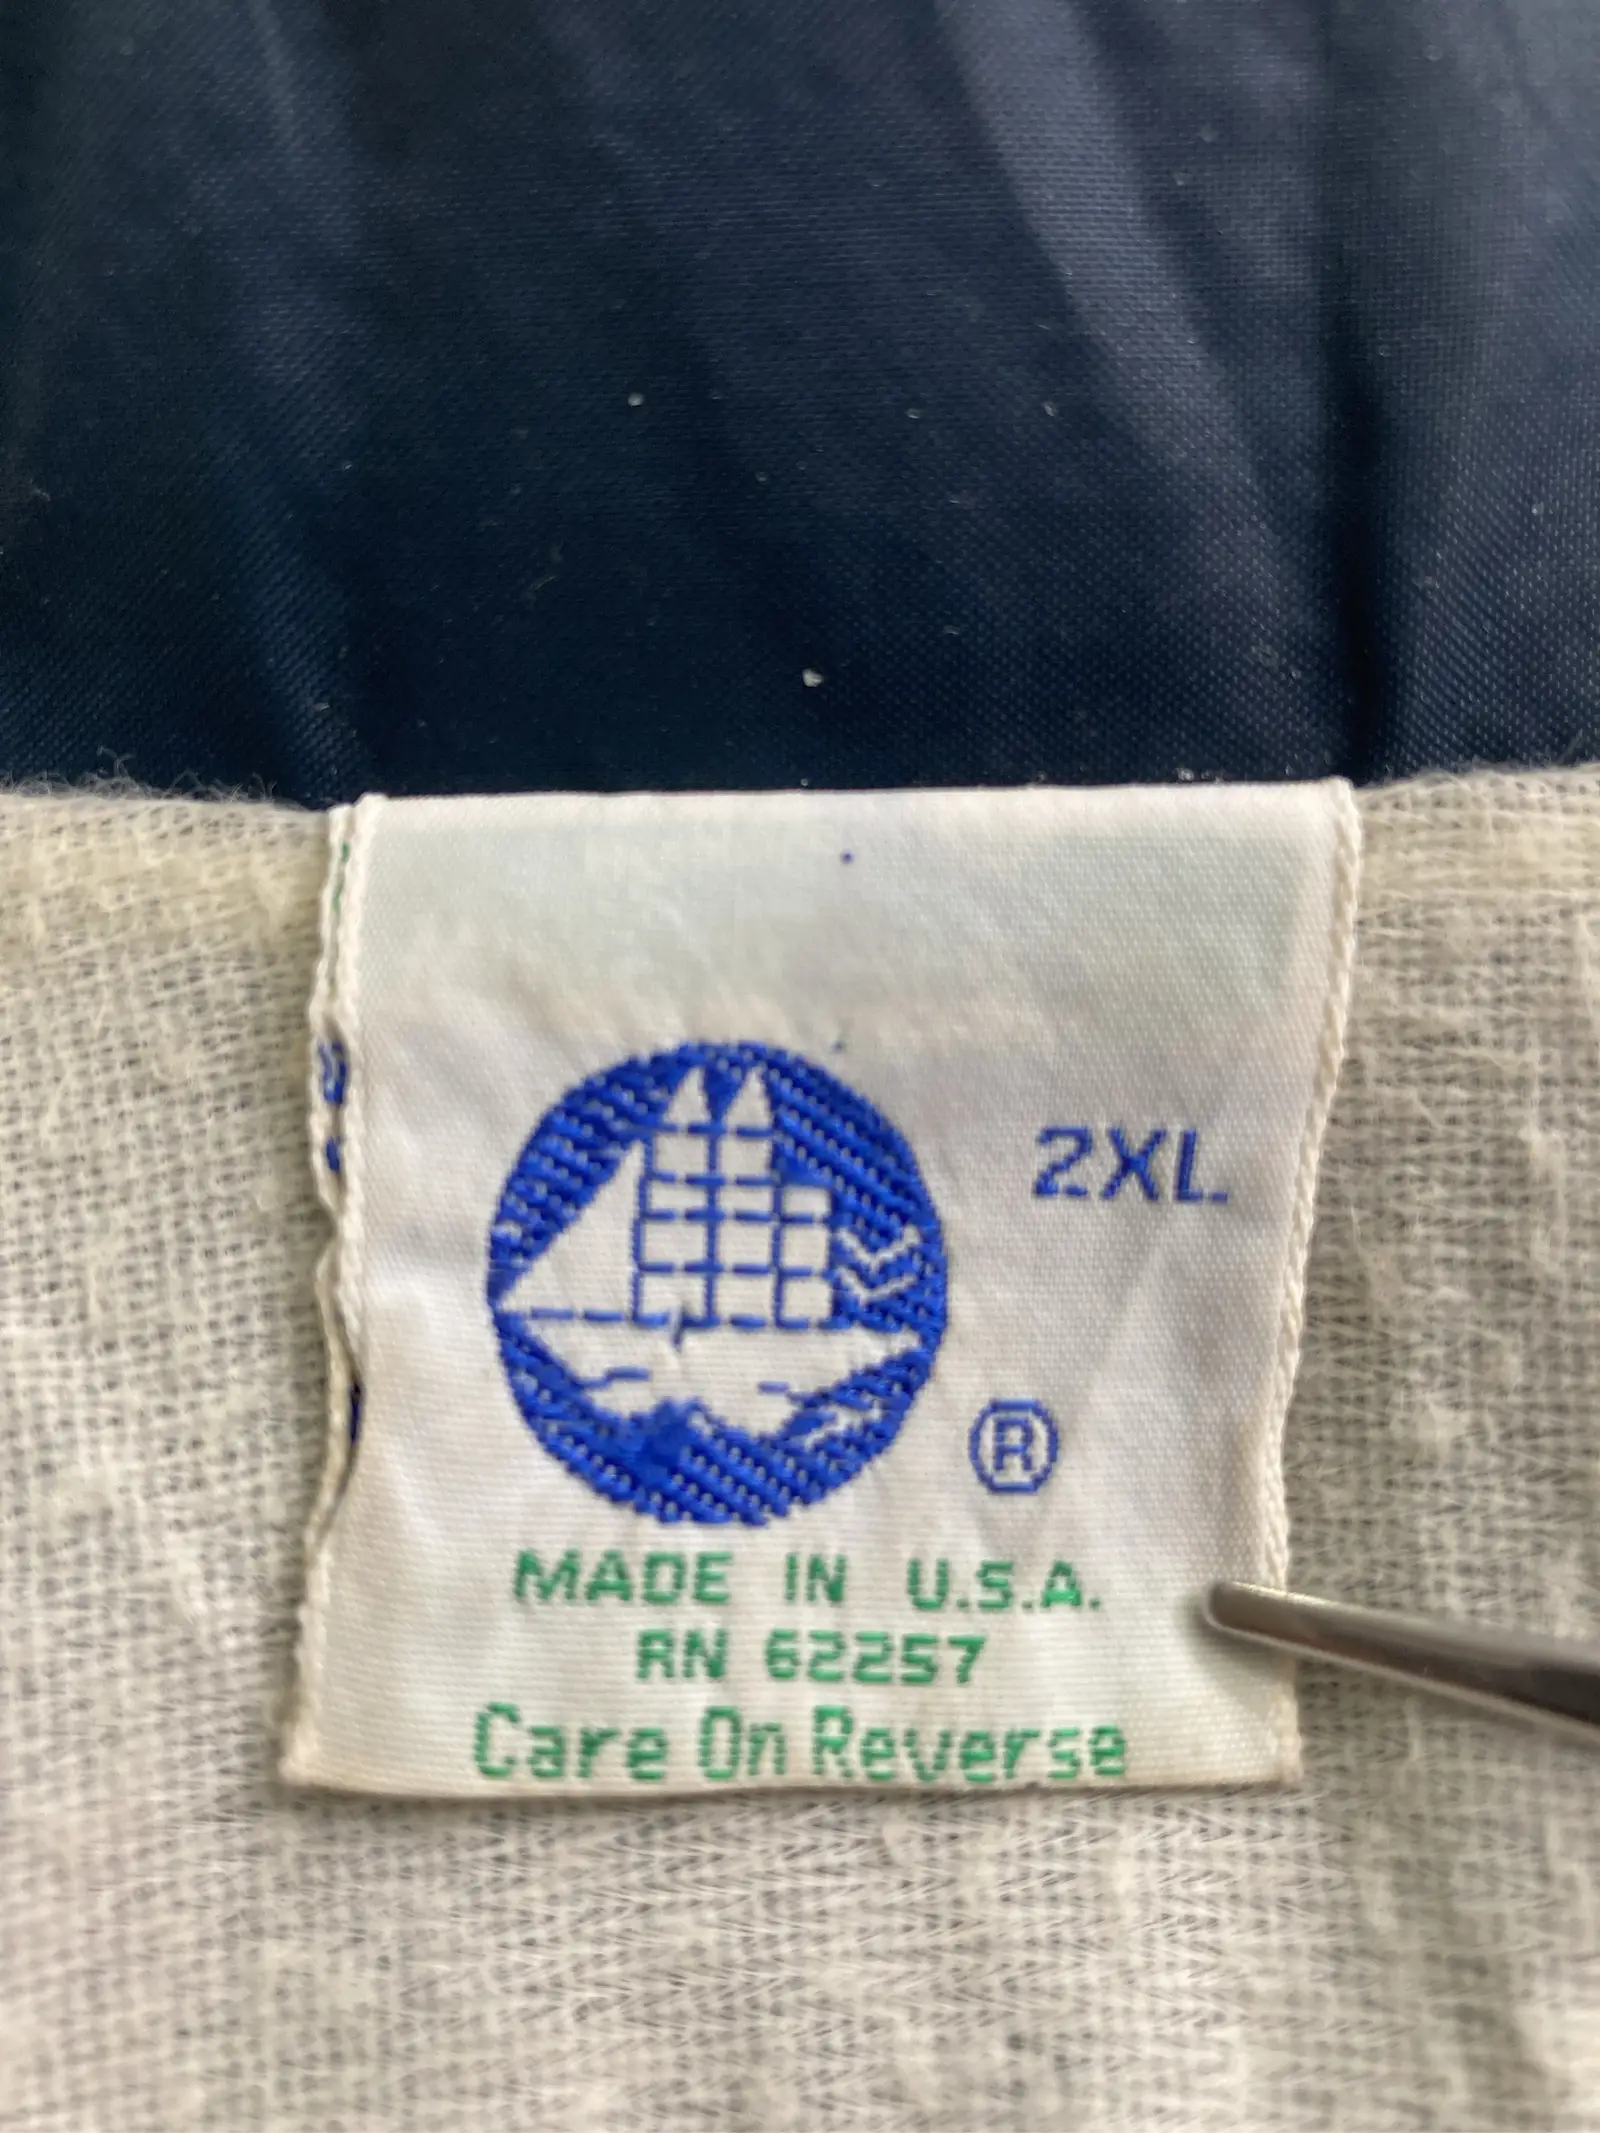 2XL
®
MADE IN U.S.A.
RN 62257
Care On Reverse